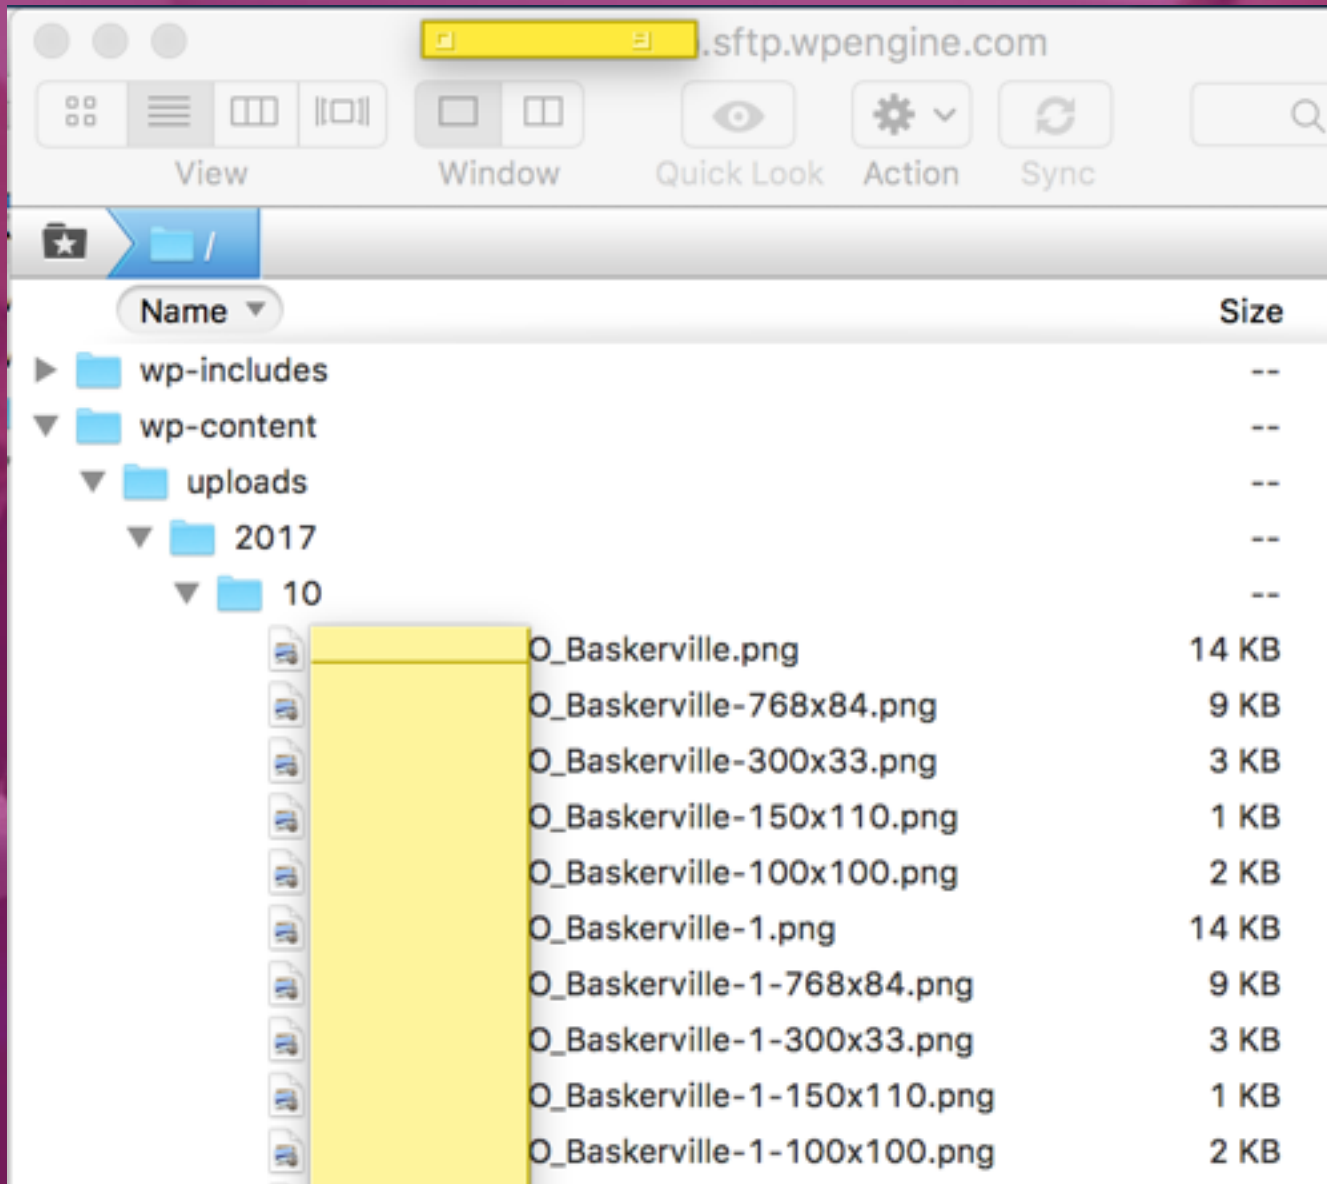 .sftp.wpengine.com
View Window Quick Look Action Sync
/
Name Size
wp-includes --
wp-content --
uploads --
2017 --
10 --
O_Baskerville.png 14 KB
O_Baskerville-768x84.png 9 KB
O_Baskerville-300x33.png 3 KB
O_Baskerville-150x110.png 1 KB
O_Baskerville-100x100.png 2 KB
O_Baskerville-1.png 14 KB
O_Baskerville-1-768x84.png 9 KB
O_Baskerville-1-300x33.png 3 KB
O_Baskerville-1-150x110.png 1 KB
O_Baskerville-1-100x100.png 2 KB